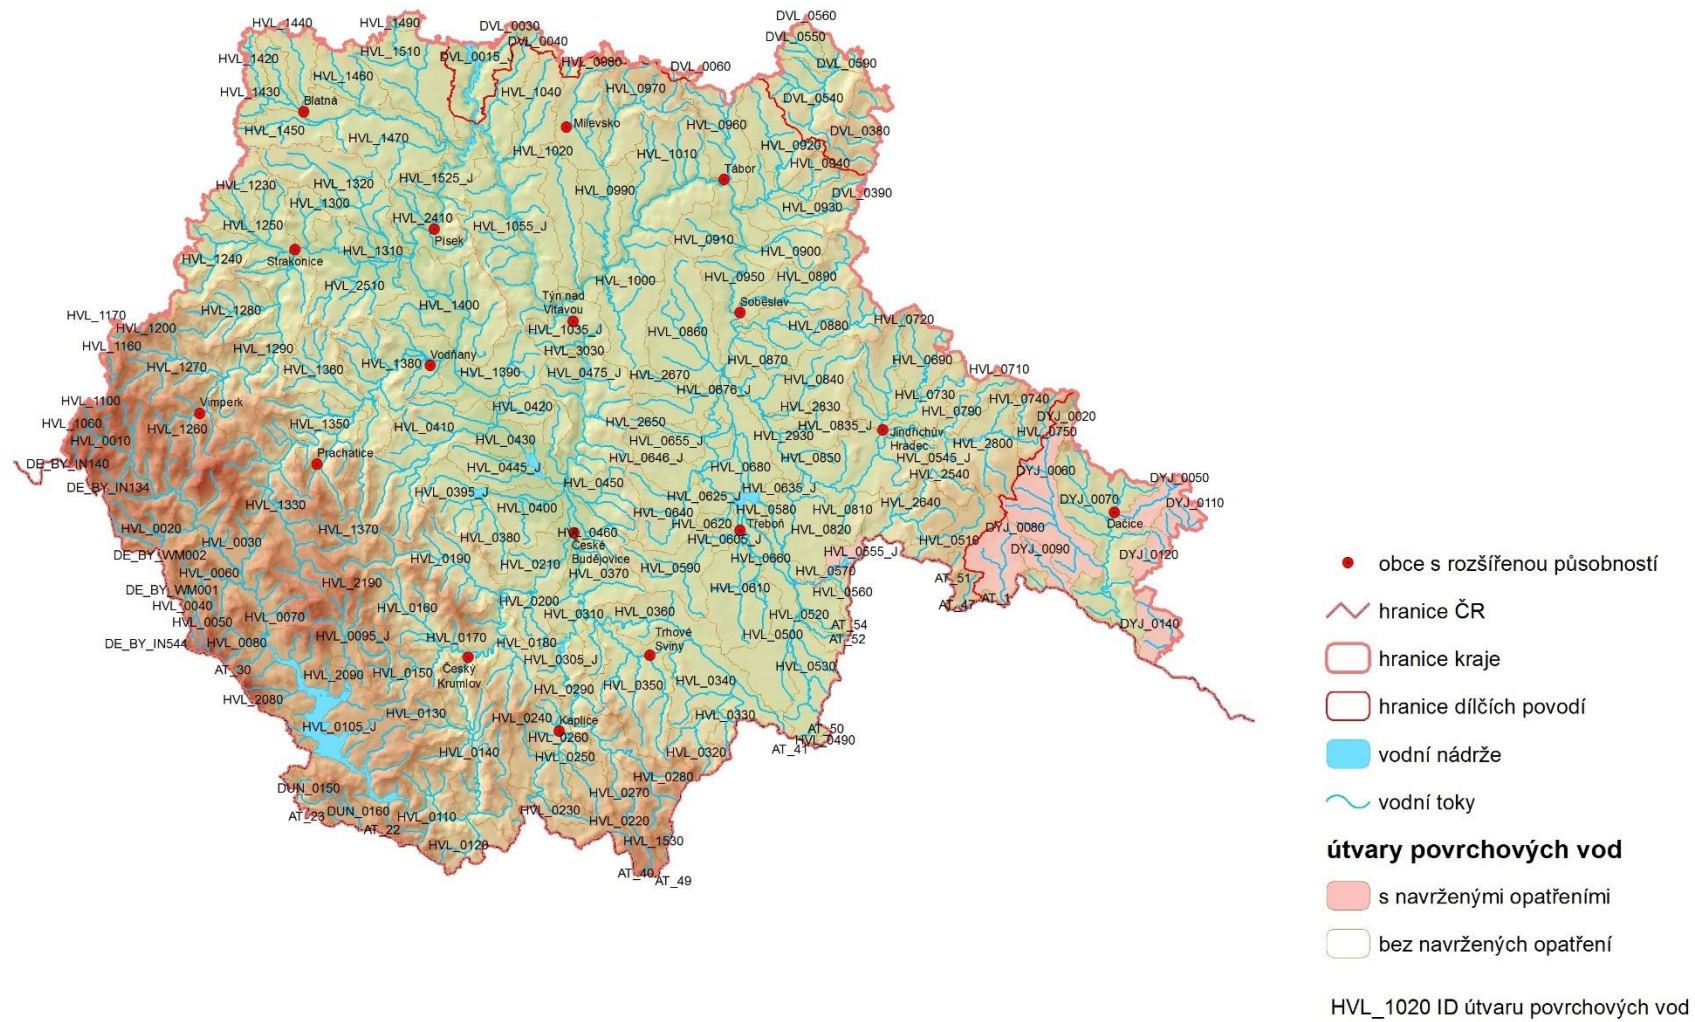 HVL_1440
HVL_1490
DVL_0030
DVL_0560
DVL_0040
DVL_0550
HVL_1420
HVL_1510
DVL_0015_J
HVL_0980
DVL_0060
DVL_0590
HVL_1460
HVL_1430
HVL_1040
HVL_0970
DVL_0540
Blatná
Milevsko
HVL_1450
HVL_1470
HVL_0960
DVL_0380
HVL_1020
HVL_1010
HVL_0920
HVL_0940
Tábor
HVL_1230
HVL_1320
HVL_1525_J
HVL_0990
DVL_0390
HVL_1300
HVL_0930
HVL_1250
HVL_2410
HVL_1055_J
Písek
HVL_0910
HVL_1240
Strakonice
HVL_1310
HVL_0900
HVL_1000
HVL_0950
HVL_0890
HVL_2510
Týn nad
Vltavou
HVL_1280
HVL_1400
Soběslav
HVL_1170
HVL_1200
HVL_1035_J
HVL_0860
HVL_0880
HVL_0720
HVL_1160
HVL_1290
HVL_3030
HVL_1270
HVL_1360
HVL_1380
Vodňany
HVL_1390
HVL_0475_J
HVL_2670
HVL_0870
HVL_0690
HVL_0710
HVL_0676_J
HVL_0840
HVL_1100
Vimperk
HVL_0730
HVL_0740
HVL_1060
HVL_1260
HVL_1350
HVL_0410
HVL_0420
HVL_2650
HVL_2830
HVL_0790
DYJ_0020
HVL_0010
HVL_0430
HVL_0655_J
HVL_2930
HVL_0835_J
Jindřichův
Hradec
HVL_2800
HVL_0750
DE_BY_IN140
Prachatice
HVL_0445_J
HVL_0646_J
HVL_0680
HVL_0850
HVL_0545_J
HVL_2540
DYJ_0060
DYJ_0050
DE_BY_IN134
HVL_0395_J
HVL_0450
HVL_0625_J
HVL_0635_J
DYJ_0070
DYJ_0110
HVL_1330
HVL_0400
HVL_0640
HVL_0580
HVL_0810
HVL_2640
HVL_0020
HVL_1370
HVL_0460
HVL_0620
Třeboň
HVL_0820
DYJ_0080
Dačice
HVL_0030
HVL_0380
České
Budějovice
HVL_0605_J
HVL_0510
DYJ_0090
DE_BY_WM002
HVL_0190
HVL_0210
HVL_0590
HVL_0660
HVL_0555_J
DYJ_0120
HVL_0060
HVL_2190
HVL_0370
HVL_0570
AT_51
DE_BY_WM001
HVL_0610
HVL_0560
HVL_0040
HVL_0160
HVL_0200
HVL_0310
HVL_0360
HVL_0520
AT_47
AT_1
HVL_0050
HVL_0070
HVL_0095_J
HVL_0170
Trhové
Sviny
HVL_0500
AT_54
AT_52
DYJ_0140
DE_BY_IN544
HVL_0080
HVL_0180
HVL_0305_J
HVL_0530
AT_30
HVL_2090
HVL_0150
Český
Krumlov
HVL_0290
HVL_0350
HVL_0340
HVL_2080
HVL_0130
HVL_0240
Kaplice
HVL_0330
HVL_0105_J
HVL_0260
AT_50
HVL_0490
HVL_0140
HVL_0250
HVL_0320
AT_41
DUN_0150
HVL_0280
HVL_0270
AT_23
DUN_0160
HVL_0110
HVL_0230
HVL_0220
AT_22
HVL_0120
HVL_1530
AT_40
AT_49
obce s rozšířenou působností
hranice ČR
hranice kraje
hranice dílčích povodí
vodní nádrže
vodní toky
útvary povrchových vod
s navrženými opatřeními
bez navržených opatření
HVL_1020 ID útvaru povrchových vod